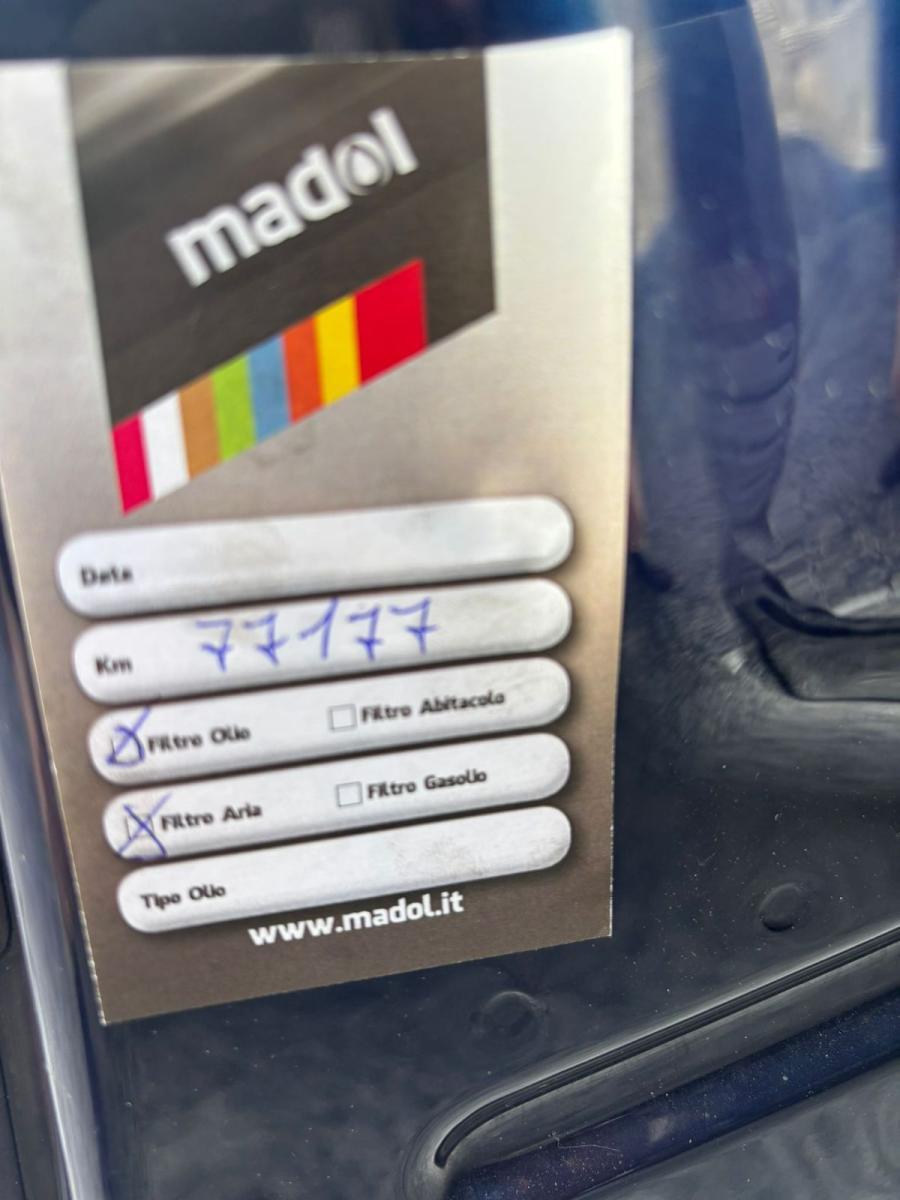 madol
Data
Km 77177
Filtro Olio Filtro Abitacolo
Filtro Aria Filtro Gasolio
Tipo Olio
www.madol.it